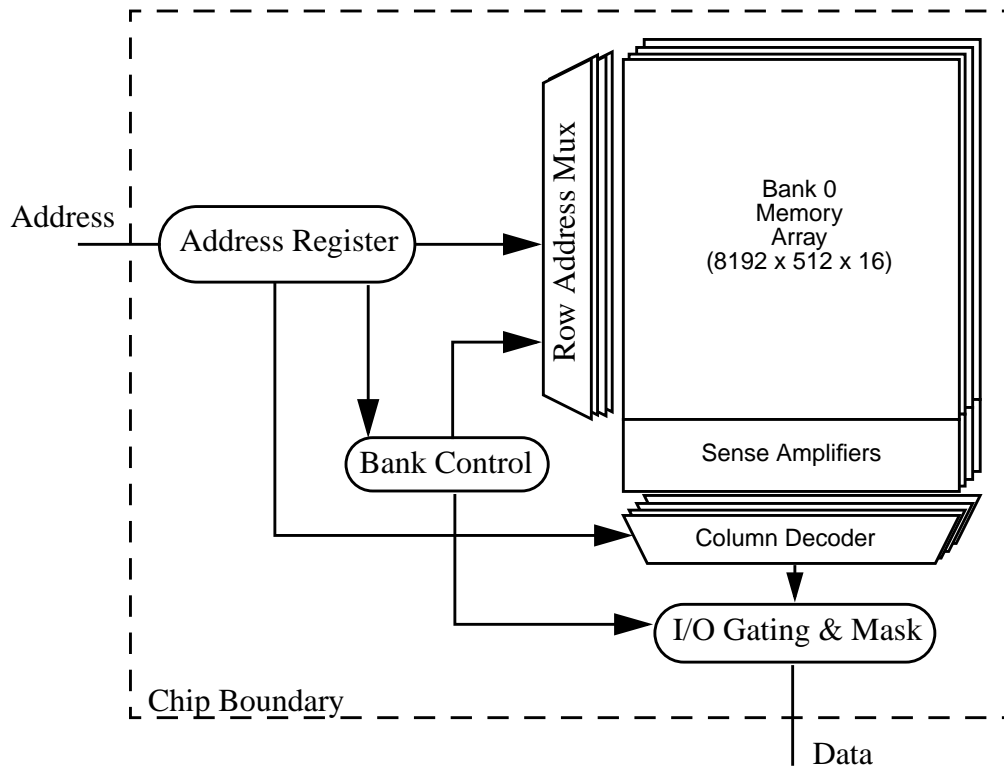 Address
Address Register
Row Address Mux
Bank 0
Memory
Array
(8192 x 512 x 16)
Bank Control
Sense Amplifiers
Column Decoder
I/O Gating & Mask
Chip Boundary
Data